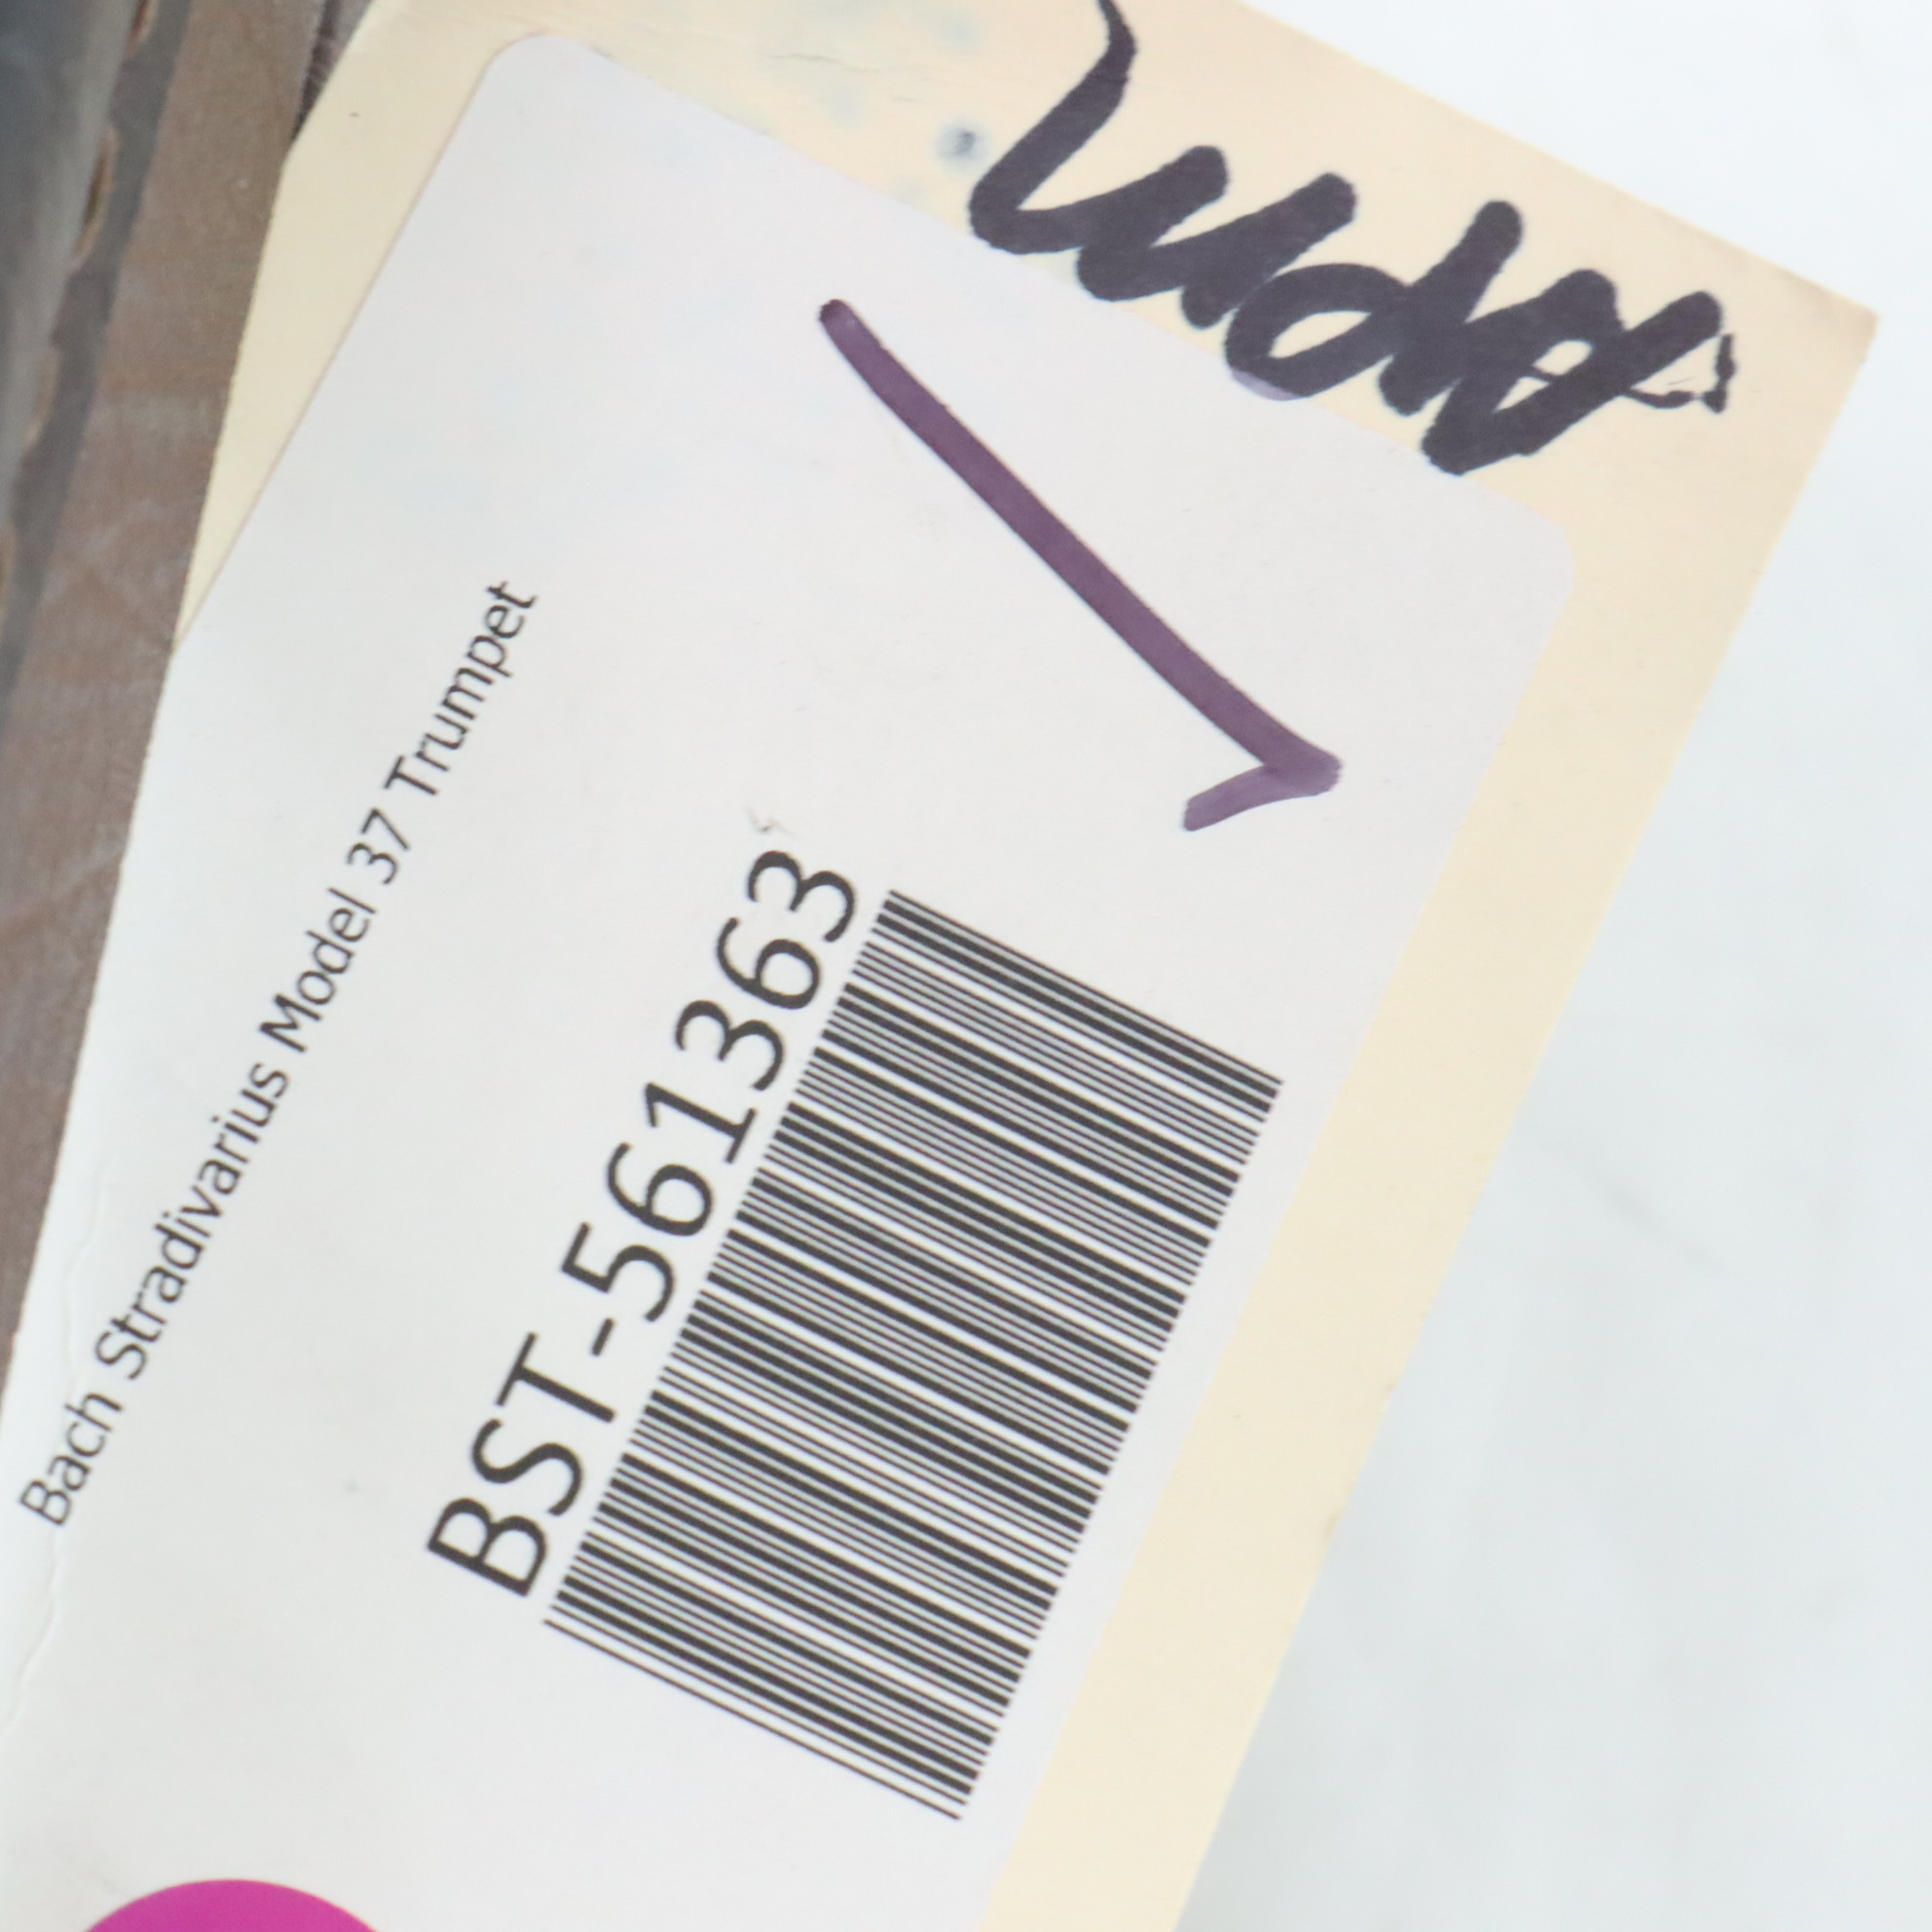 Bach Stradivarius Model 37 Trumpet
BST-561363